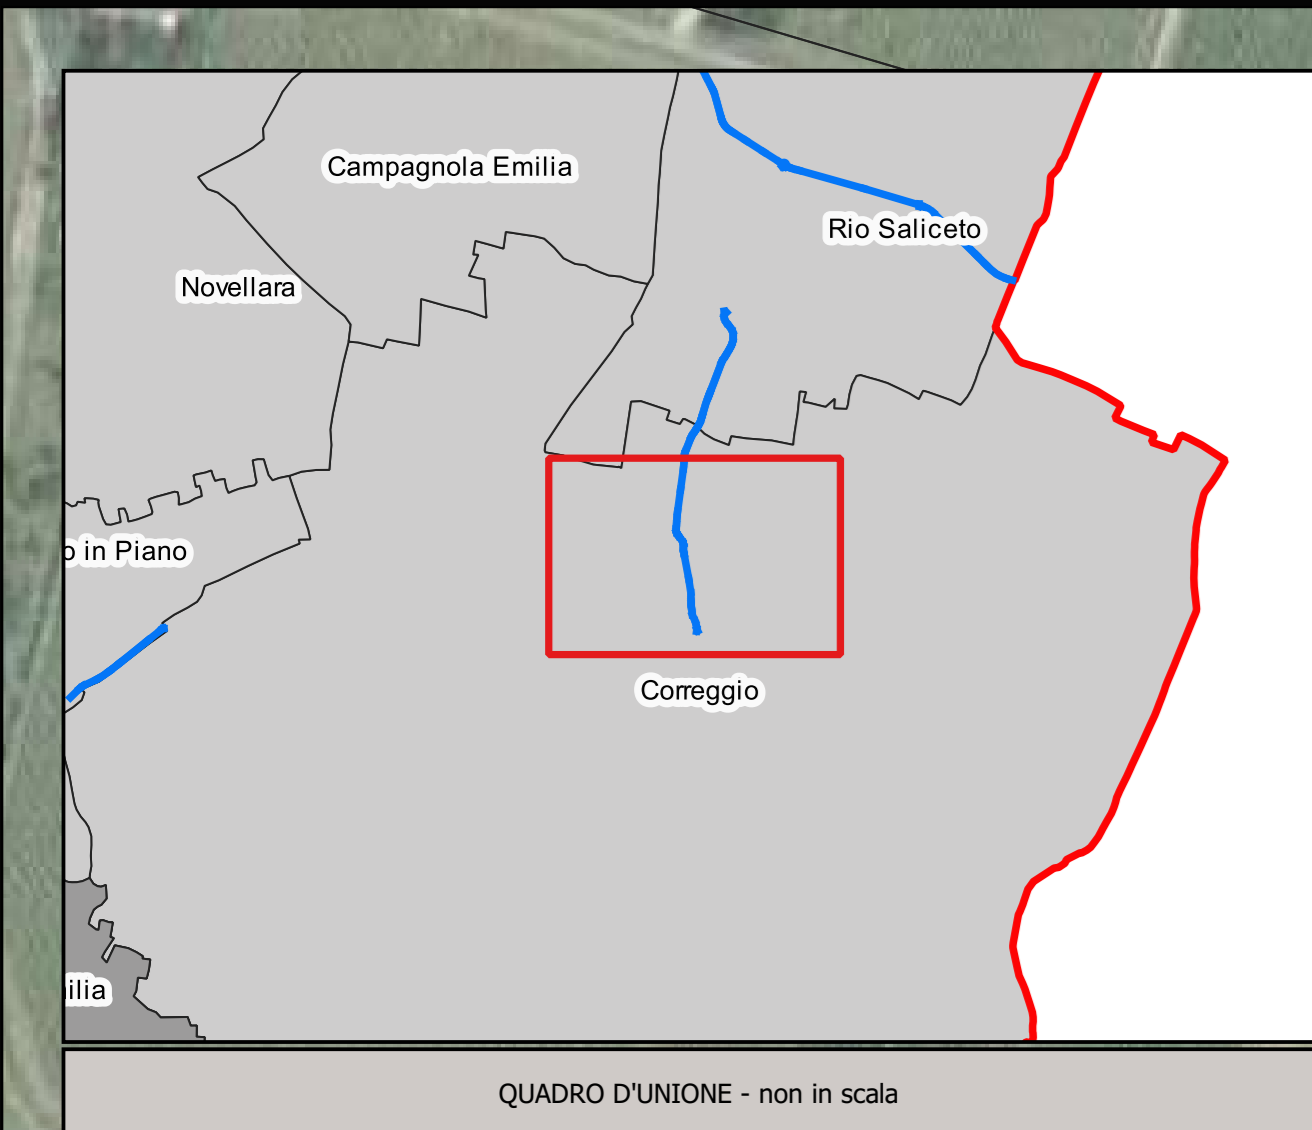 Campagnola Emilia
Rio Saliceto
Novellara
in Piano
Correggio
ilia
QUADRO D'UNIONE - non in scala